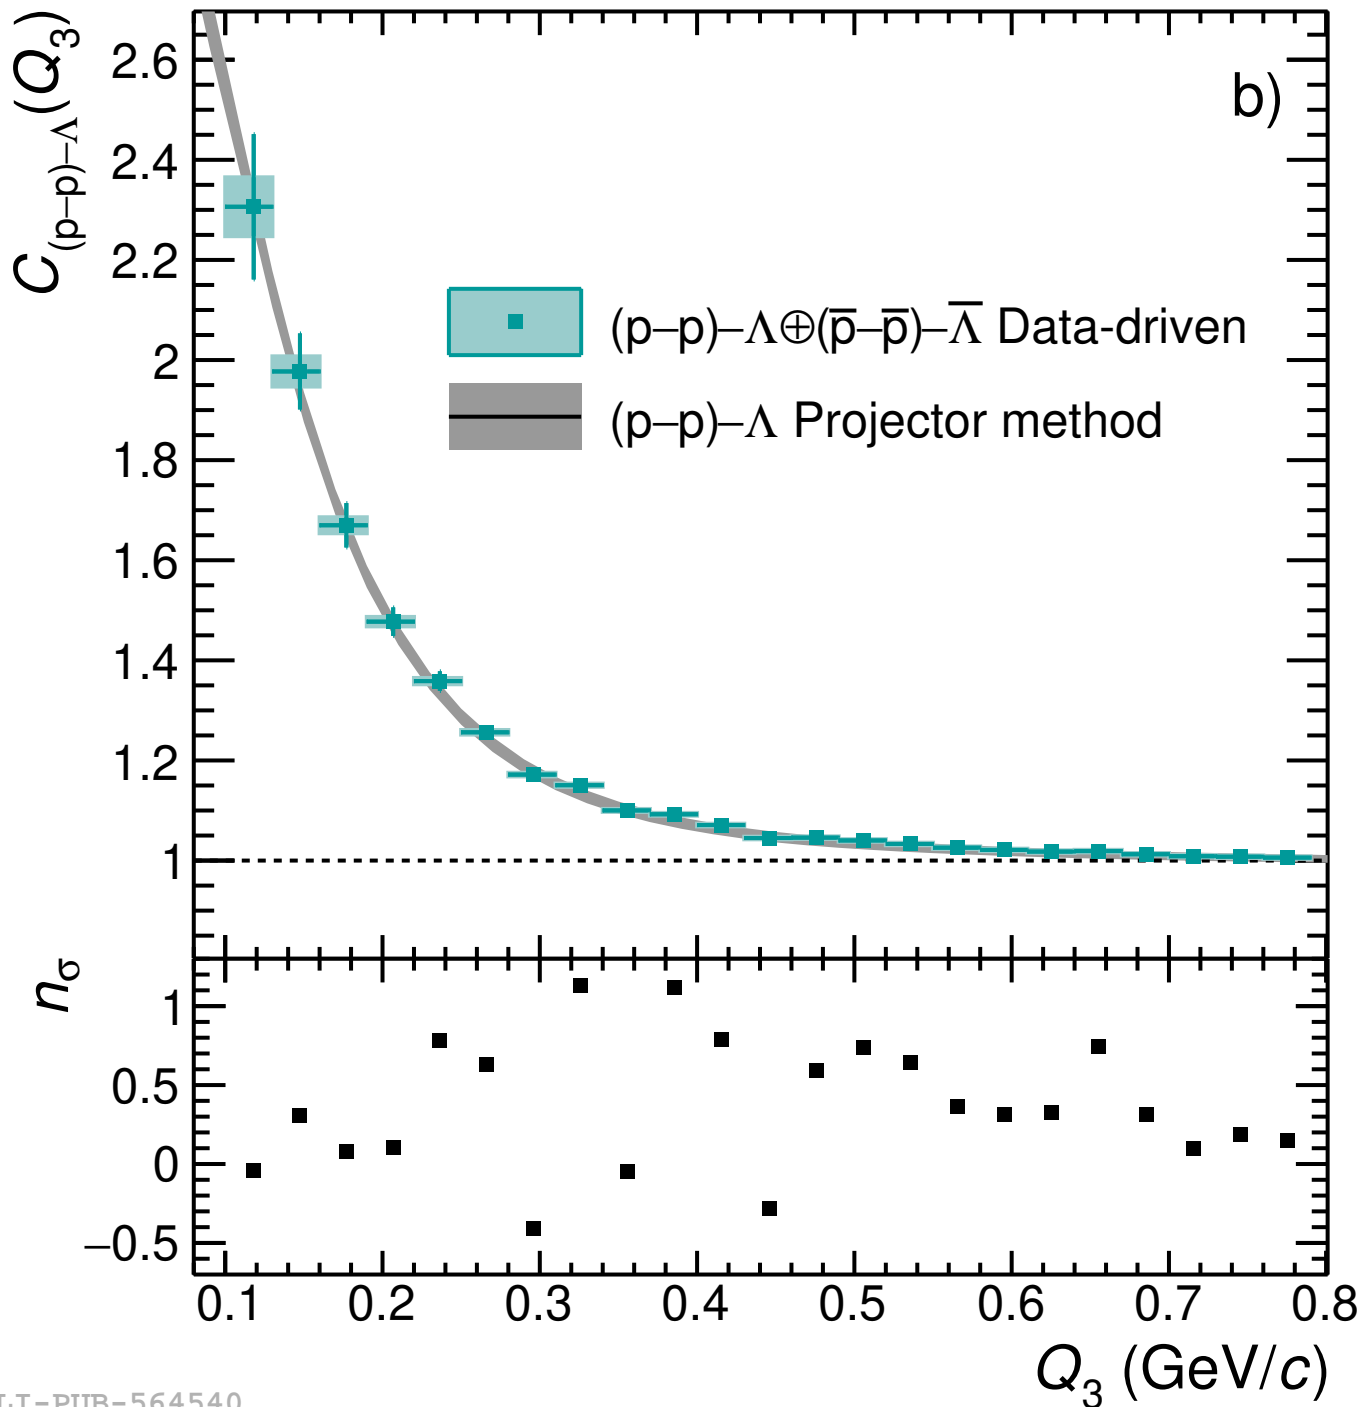 C(p–p)–Λ(Q3)
b)
2.6
2.4
2.2
2
1.8
1.6
1.4
1.2
1
(p–p)–Λ⊕(p̅–p̅)–Λ̅ Data-driven
(p–p)–Λ Projector method
nσ
1
0.5
0
−0.5
0.1 0.2 0.3 0.4 0.5 0.6 0.7 0.8
Q3 (GeV/c)
-PUB-564540